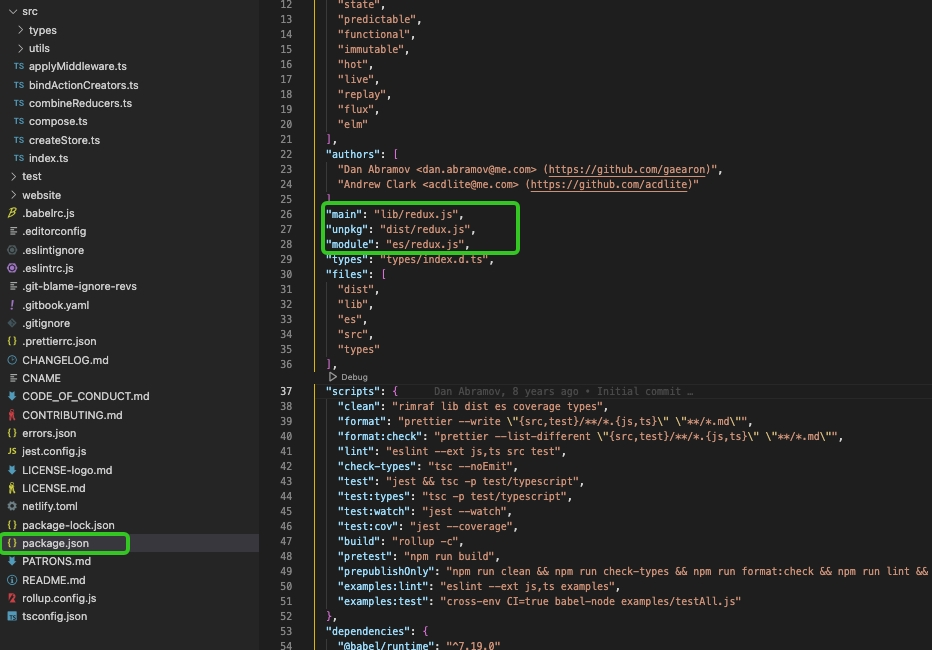 src
types
utils
TS applyMiddleware.ts
TS bindActionCreators.ts
TS combineReducers.ts
TS compose.ts
TS createStore.ts
TS index.ts
test
website
.babelrc.js
.editorconfig
.eslintignore
.eslintrc.js
.git-blame-ignore-revs
! .gitbook.yaml
.gitignore
{} .prettierrc.json
CHANGELOG.md
CNAME
CODE_OF_CONDUCT.md
CONTRIBUTING.md
{} errors.json
JS jest.config.js
LICENSE-logo.md
LICENSE.md
netlify.toml
{} package-lock.json
{} package.json
PATRONS.md
README.md
rollup.config.js
tsconfig.json
12 "state",
13 "predictable",
14 "functional",
15 "immutable",
16 "hot",
17 "live",
18 "replay",
19 "flux",
20 "elm"
21 ],
22 "authors": [
23 "Dan Abramov <dan.abramov@me.com> (https://github.com/gaearon)",
24 "Andrew Clark <acdlite@me.com> (https://github.com/acdlite)"
25 ],
26 "main": "lib/redux.js",
27 "unpkg": "dist/redux.js",
28 "module": "es/redux.js",
29 "types": "types/index.d.ts",
30 "files": [
31 "dist",
32 "lib",
33 "es",
34 "src",
35 "types"
36 ],
Debug
37 "scripts": { Dan Abramov, 8 years ago • Initial commit …
38 "clean": "rimraf lib dist es coverage types",
39 "format": "prettier --write \"{src,test}/**/*.{js,ts}\" \"**/*.md\"",
40 "format:check": "prettier --list-different \"{src,test}/**/*.{js,ts}\" \"**/*.md\"",
41 "lint": "eslint --ext js,ts src test",
42 "check-types": "tsc --noEmit",
43 "test": "jest && tsc -p test/typescript",
44 "test:types": "tsc -p test/typescript",
45 "test:watch": "jest --watch",
46 "test:cov": "jest --coverage",
47 "build": "rollup -c",
48 "pretest": "npm run build",
49 "prepublishOnly": "npm run clean && npm run check-types && npm run format:check && npm run lint &&
50 "examples:lint": "eslint --ext js,ts examples",
51 "examples:test": "cross-env CI=true babel-node examples/testAll.js"
52 },
53 "dependencies": {
54 "@babel/runtime": "^7.19.0"